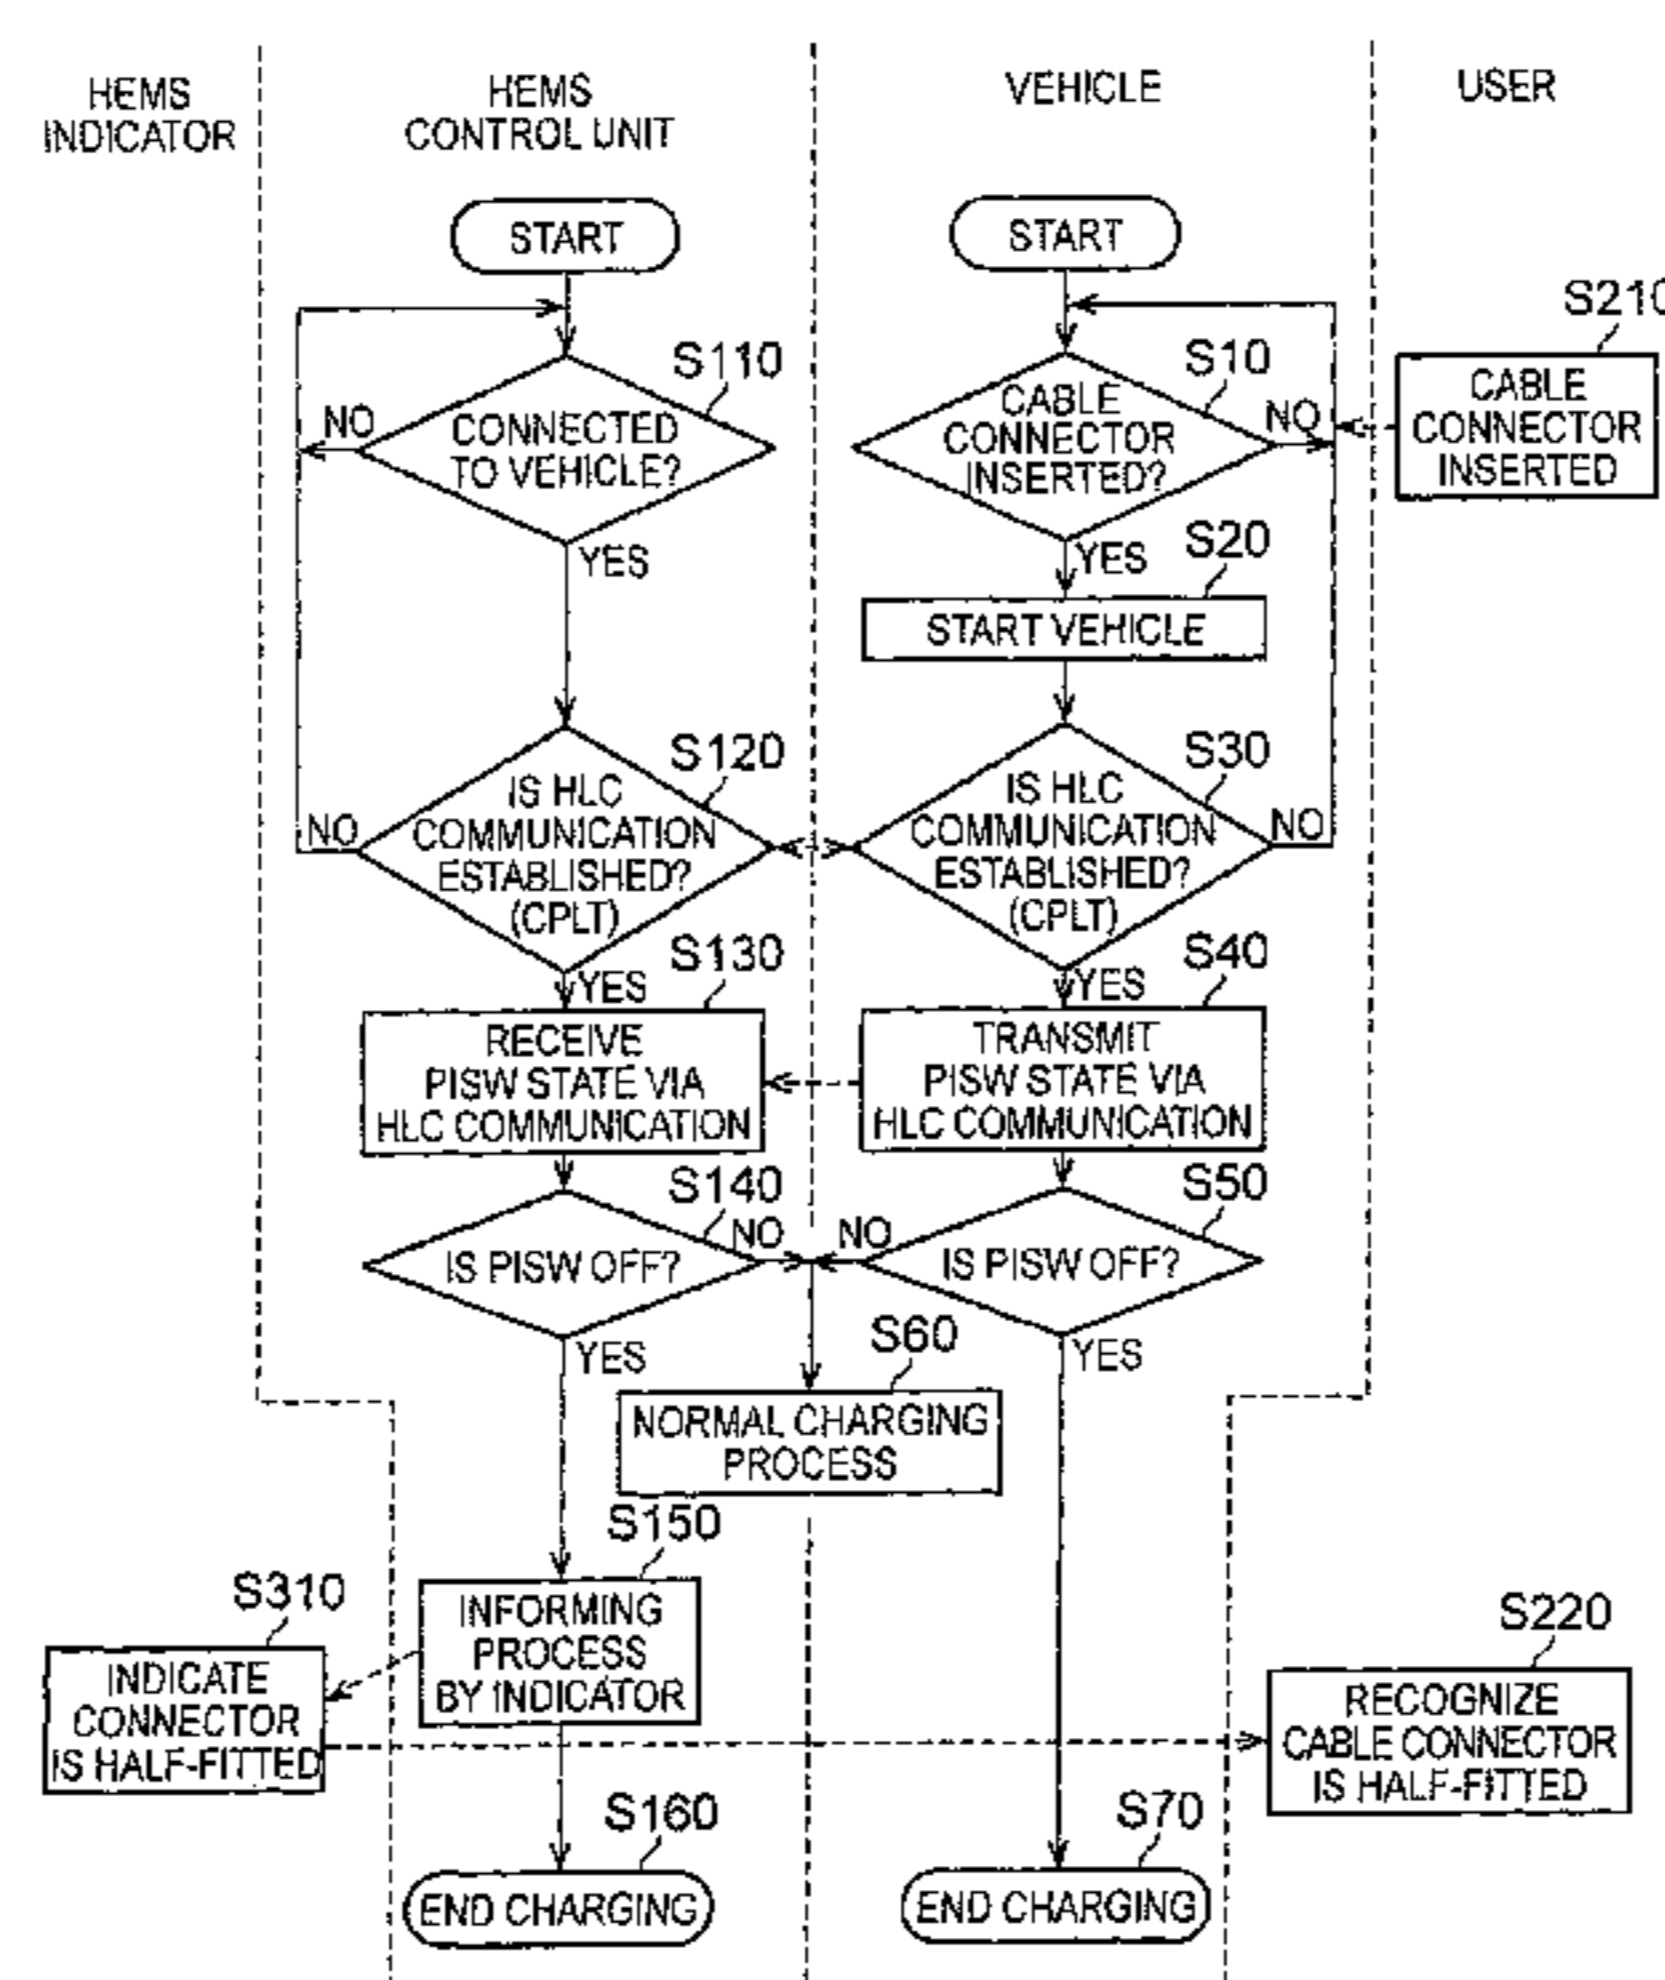 HEMS
INDICATOR
HEMS
CONTROL UNIT
VEHICLE
USER
START
START
S210
S110
S10
CONNECTED
TO VEHICLE?
NO
CABLE
CONNECTOR
INSERTED?
NO
CABLE
CONNECTOR
INSERTED
YES
YES
S20
START VEHICLE
S120
S30
IS HLC
COMMUNICATION
ESTABLISHED?
(CPLT)
NO
IS HLC
COMMUNICATION
ESTABLISHED?
(CPLT)
NO
YES
S130
YES
S40
RECEIVE
PISW STATE VIA
HLC COMMUNICATION
TRANSMIT
PISW STATE VIA
HLC COMMUNICATION
S140
S50
IS PISW OFF?
NO
NO
IS PISW OFF?
YES
S60
YES
NORMAL CHARGING
PROCESS
S150
S310
S220
INFORMING
PROCESS
BY INDICATOR
INDICATE
CONNECTOR
IS HALF-FITTED
RECOGNIZE
CABLE CONNECTOR
IS HALF-FITTED
S160
S70
END CHARGING
END CHARGING